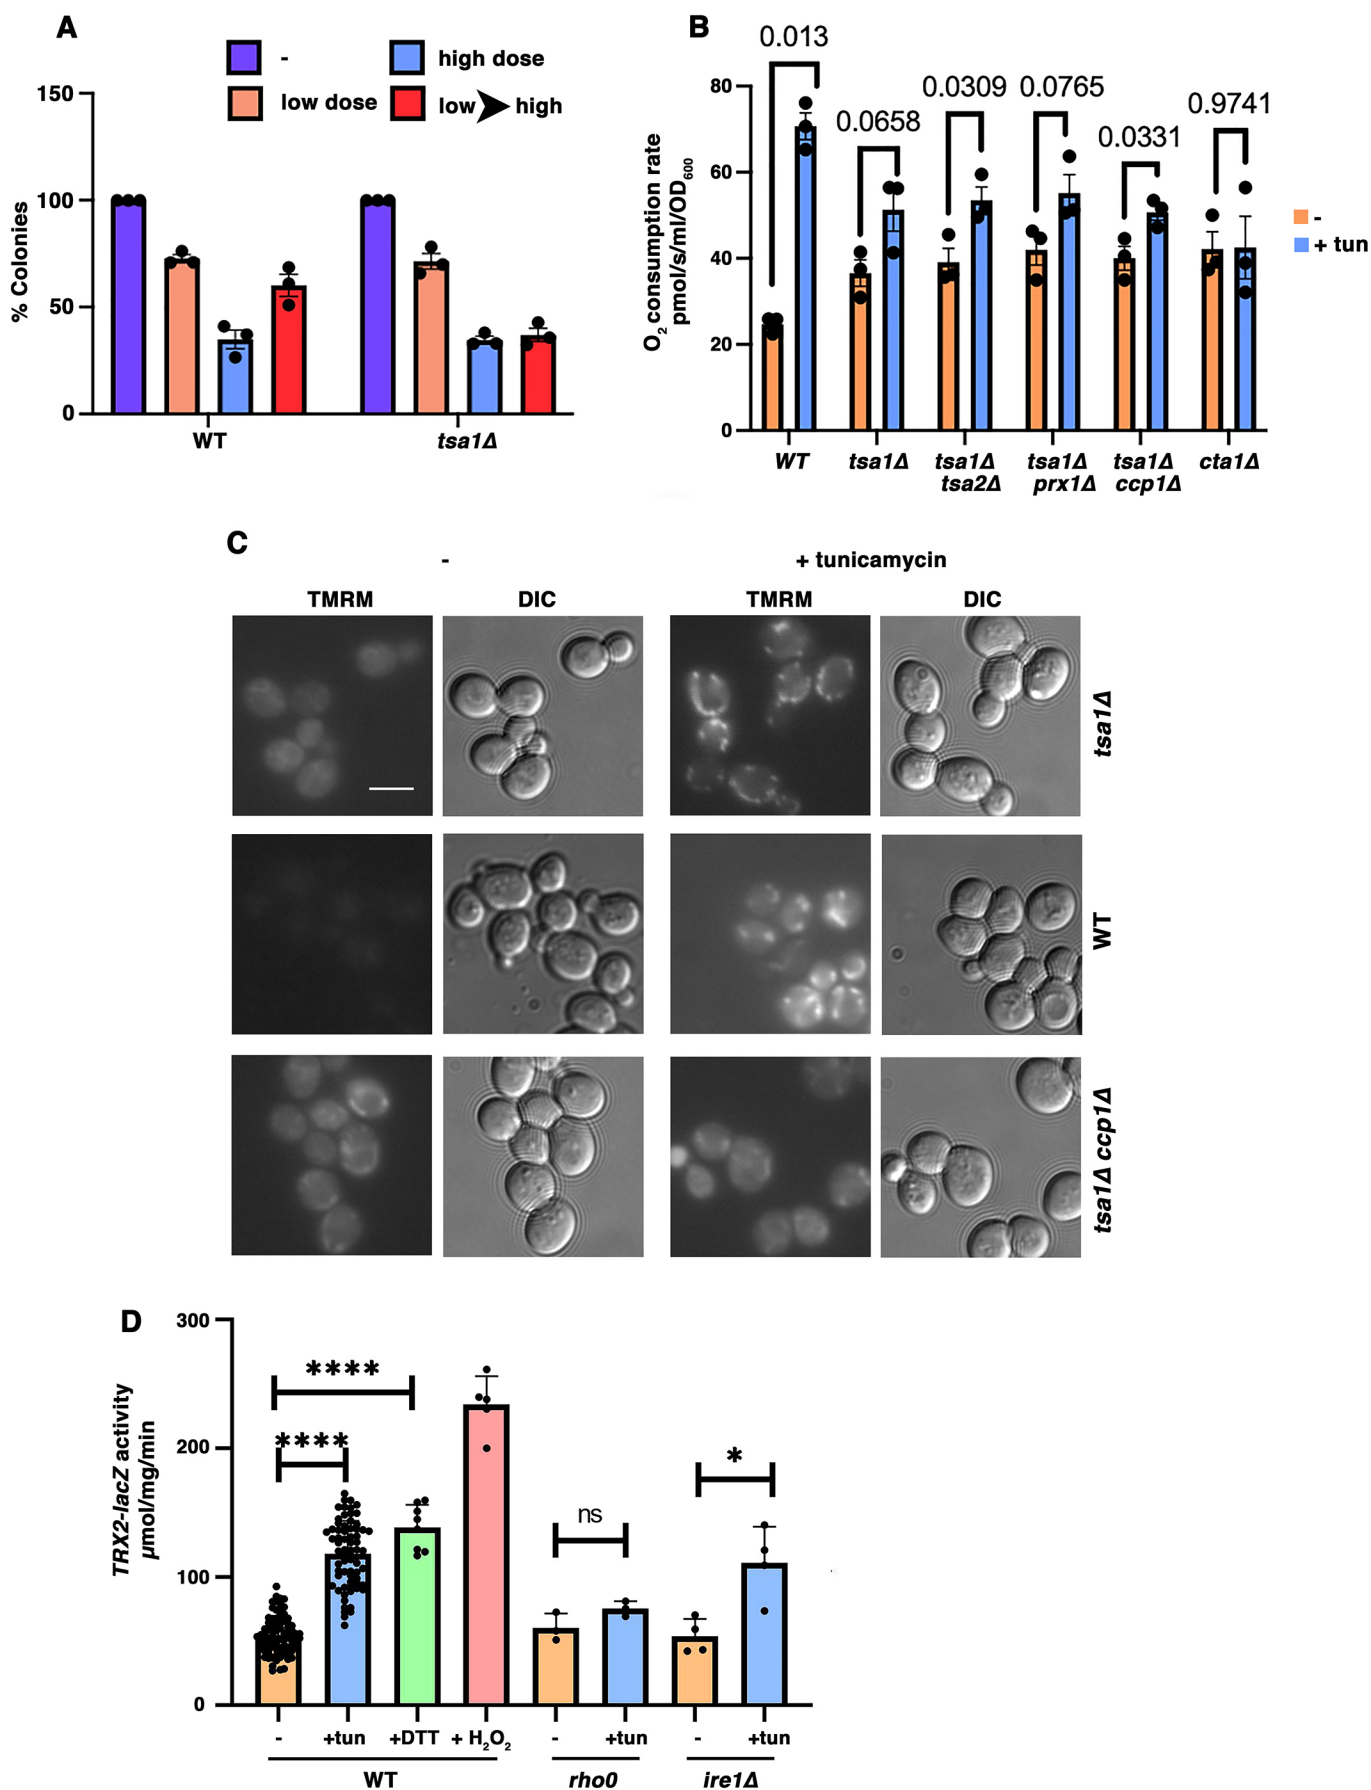 A
-
high dose
low dose
low high
150
100
50
0
% Colonies
WT
tsa1Δ
B
0.013
0.0658
0.0309
0.0765
0.0331
0.9741
80
60
40
20
0
O2 consumption rate
pmol/s/ml/OD600
-
+ tun
WT
tsa1Δ
tsa1Δ
tsa2Δ
tsa1Δ
prx1Δ
tsa1Δ
ccp1Δ
cta1Δ
C
-
+ tunicamycin
TMRM
DIC
TMRM
DIC
tsa1Δ
WT
tsa1Δ ccp1Δ
D
300
200
100
0
TRX2-lacZ activity
μmol/mg/min
****
****
ns
*
-
+tun
+DTT
+ H2O2
-
+tun
-
+tun
WT
rho0
ire1Δ